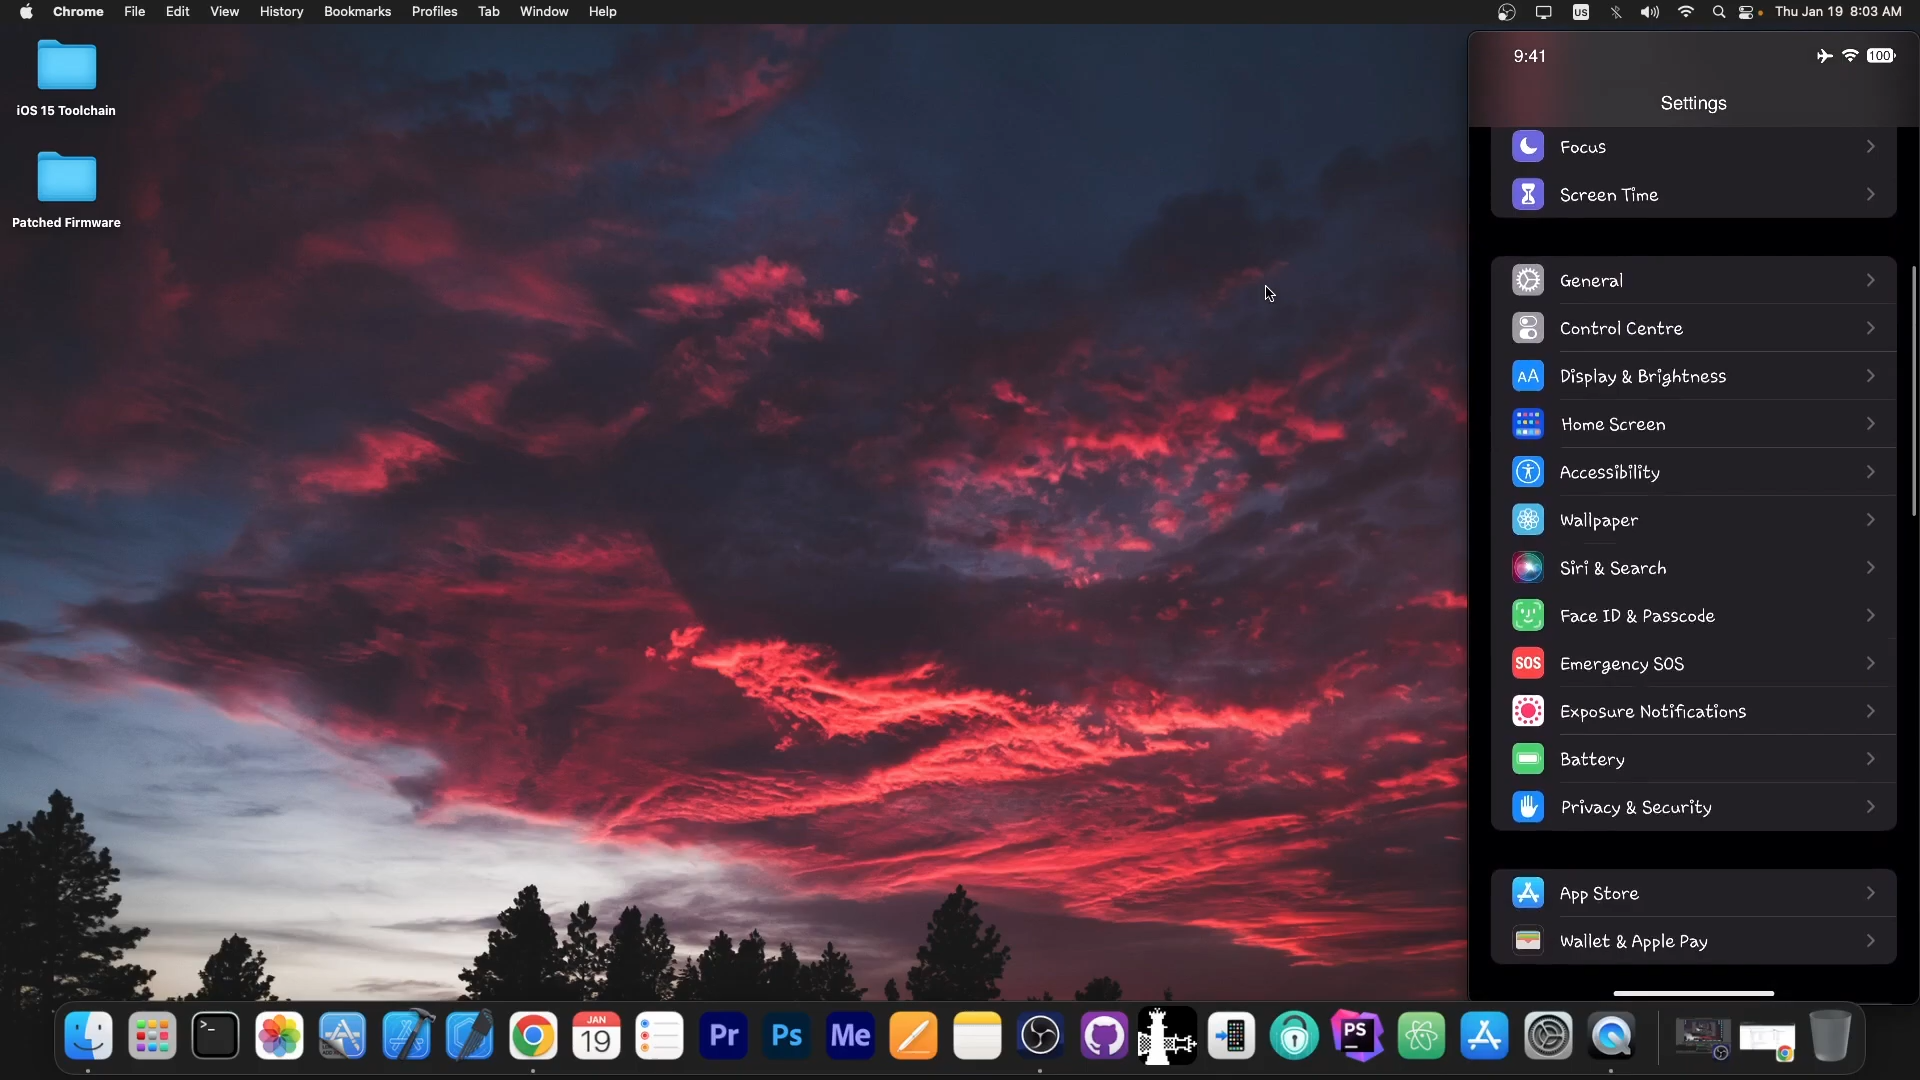 Chrome File Edit View History Bookmarks Profiles Tab Window Help
US Thu Jan 19 8:03 AM
iOS 15 Toolchain
Patched Firmware
9:41 100
Settings
Focus
Screen Time
General
Control Centre
AA Display & Brightness
Home Screen
Accessibility
Wallpaper
Siri & Search
Face ID & Passcode
SOS Emergency SOS
Exposure Notifications
Battery
Privacy & Security
App Store
Wallet & Apple Pay
>_ JAN 19 Pr Ps Me PS